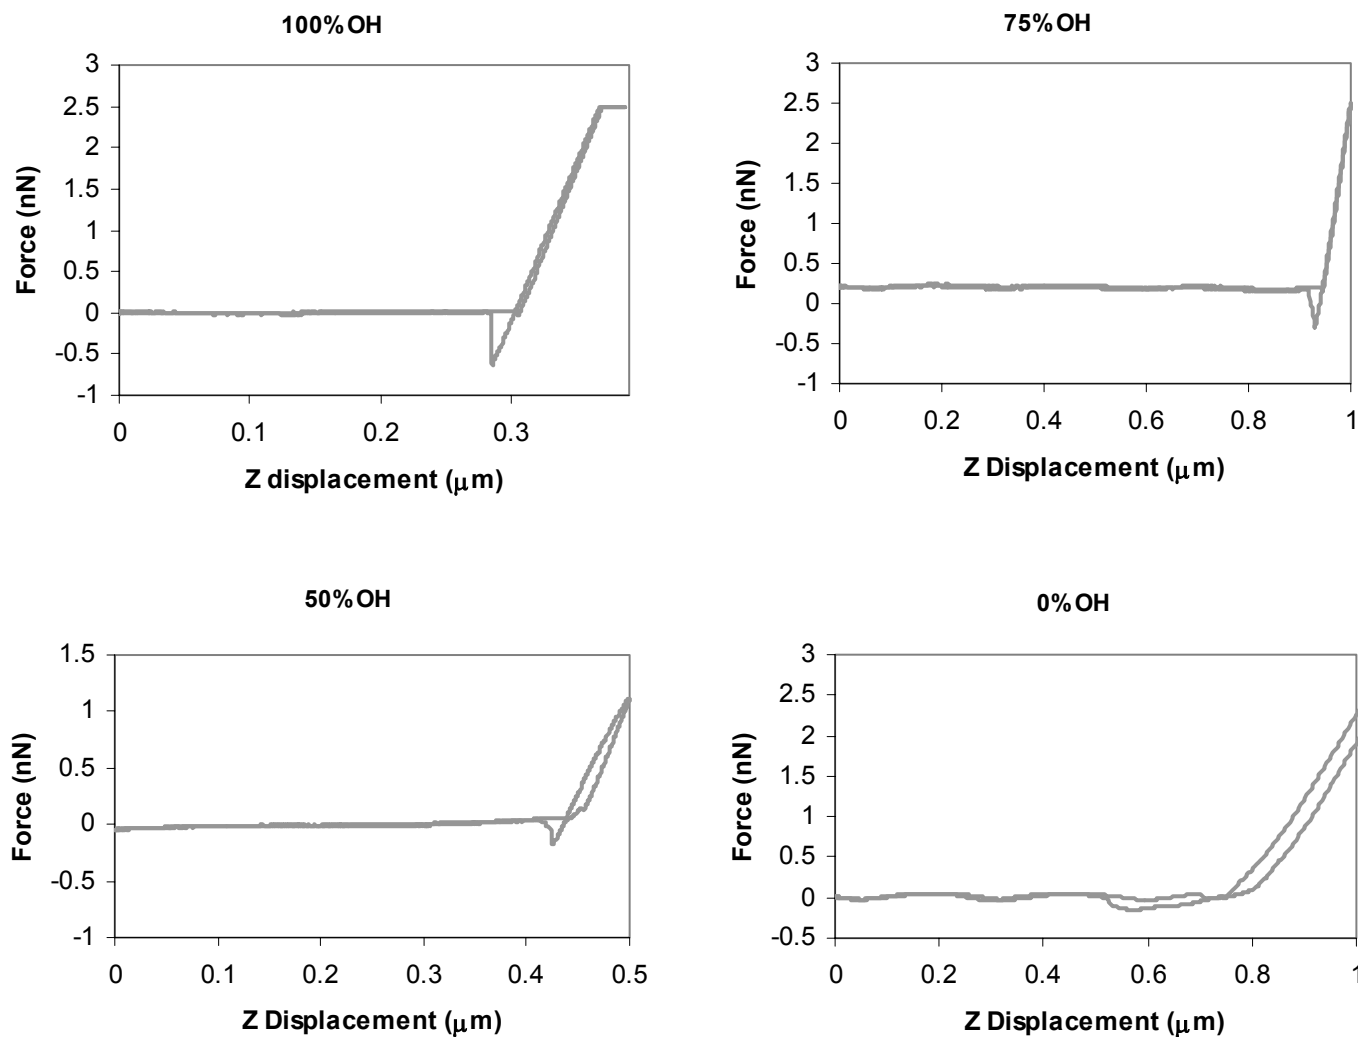 100%OH
3
2.5
2
1.5
1
0.5
0
-0.5
-1
Force (nN)
0 0.1 0.2 0.3
Z displacement (μm)
75%OH
3
2.5
2
1.5
1
0.5
0
-0.5
-1
Force (nN)
0 0.2 0.4 0.6 0.8 1
Z Displacement (μm)
50%OH
1.5
1
0.5
0
-0.5
-1
Force (nN)
0 0.1 0.2 0.3 0.4 0.5
Z Displacement (μm)
0%OH
3
2.5
2
1.5
1
0.5
0
-0.5
Force (nN)
0 0.2 0.4 0.6 0.8 1
Z Displacement (μm)